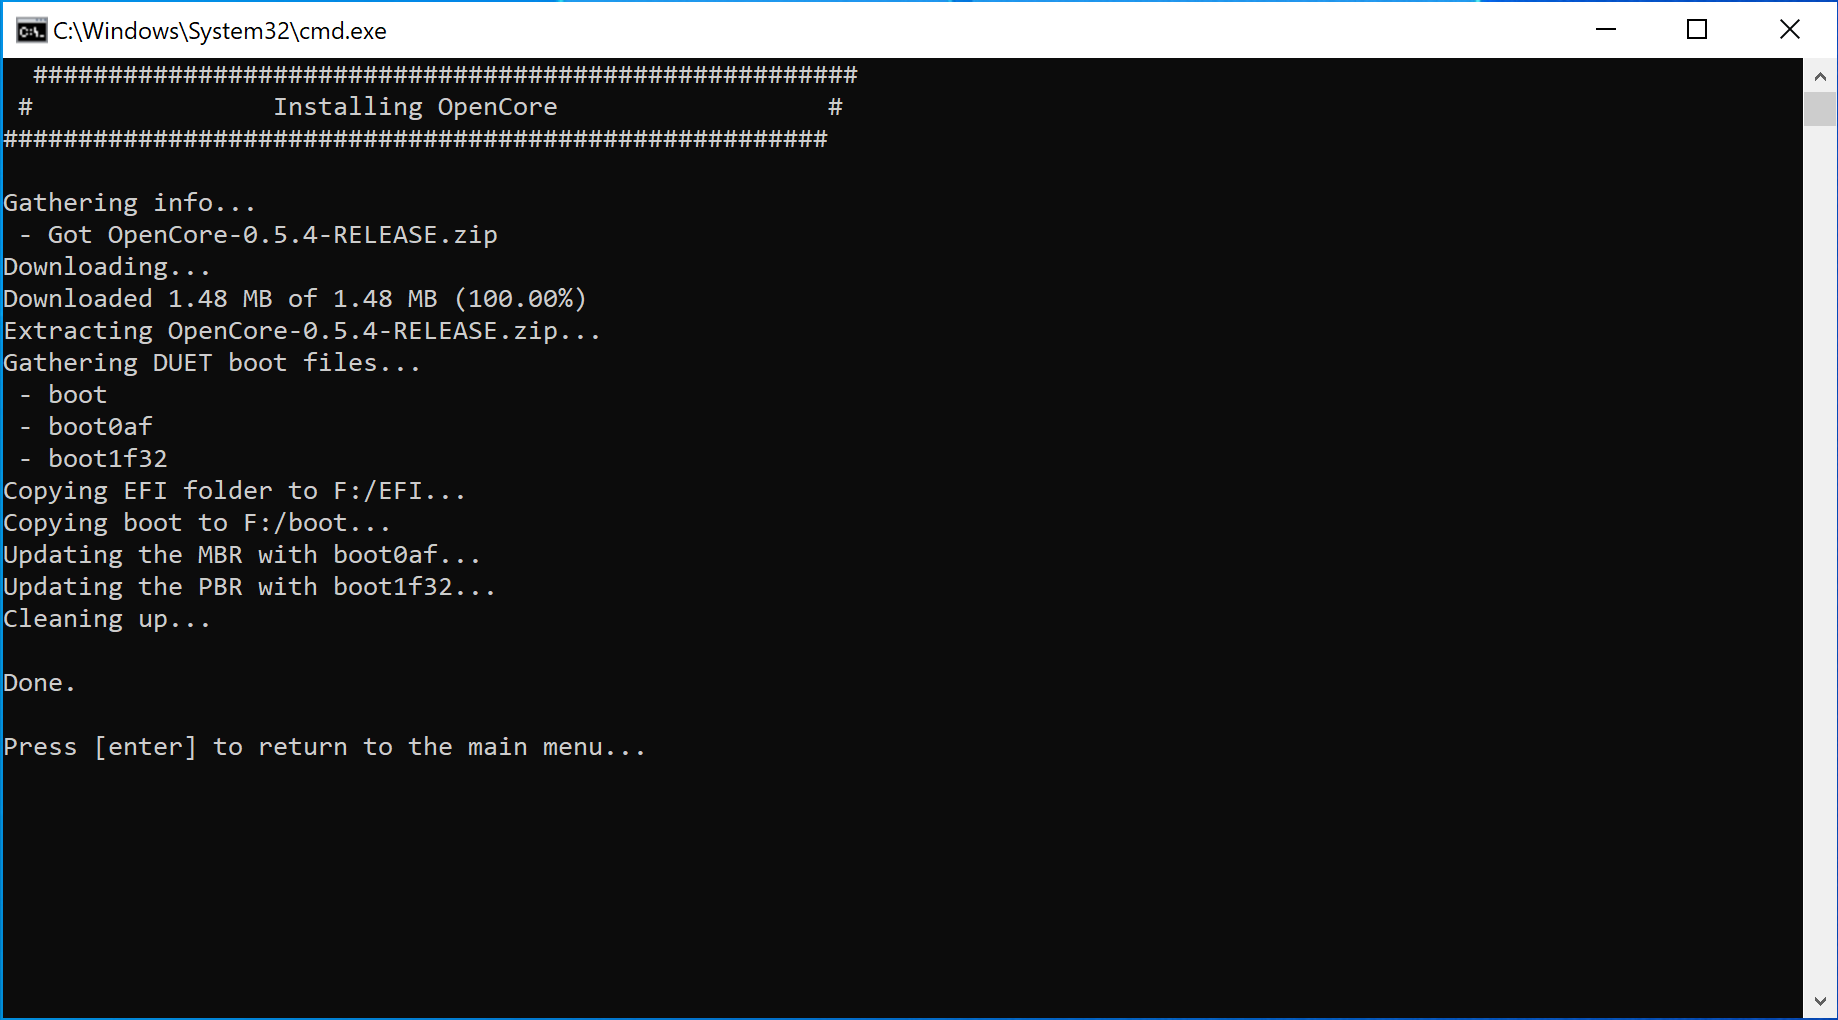 C:\Windows\System32\cmd.exe
#######################################################
#                Installing OpenCore                  #
#######################################################
Gathering info...
 - Got OpenCore-0.5.4-RELEASE.zip
Downloading...
Downloaded 1.48 MB of 1.48 MB (100.00%)
Extracting OpenCore-0.5.4-RELEASE.zip...
Gathering DUET boot files...
 - boot
 - boot0af
 - boot1f32
Copying EFI folder to F:/EFI...
Copying boot to F:/boot...
Updating the MBR with boot0af...
Updating the PBR with boot1f32...
Cleaning up...
Done.
Press [enter] to return to the main menu...